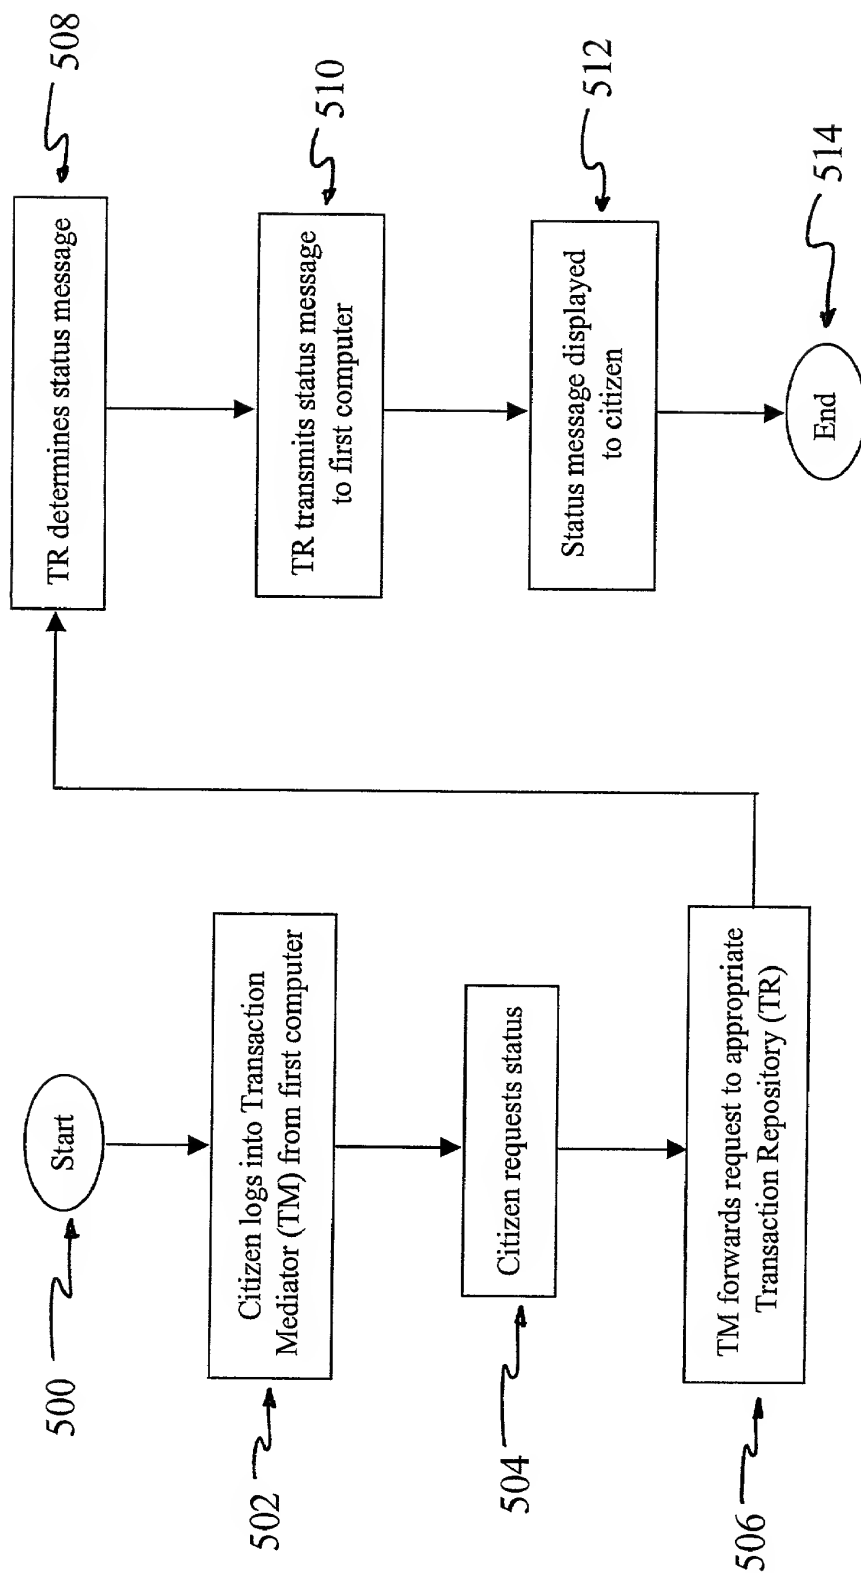 500
Start
502
Citizen logs into Transaction
Mediator (TM) from first computer
504
Citizen requests status
506
TM forwards request to appropriate
Transaction Repository (TR)
TR determines status message
508
TR transmits status message
to first computer
510
Status message displayed
to citizen
512
End
514